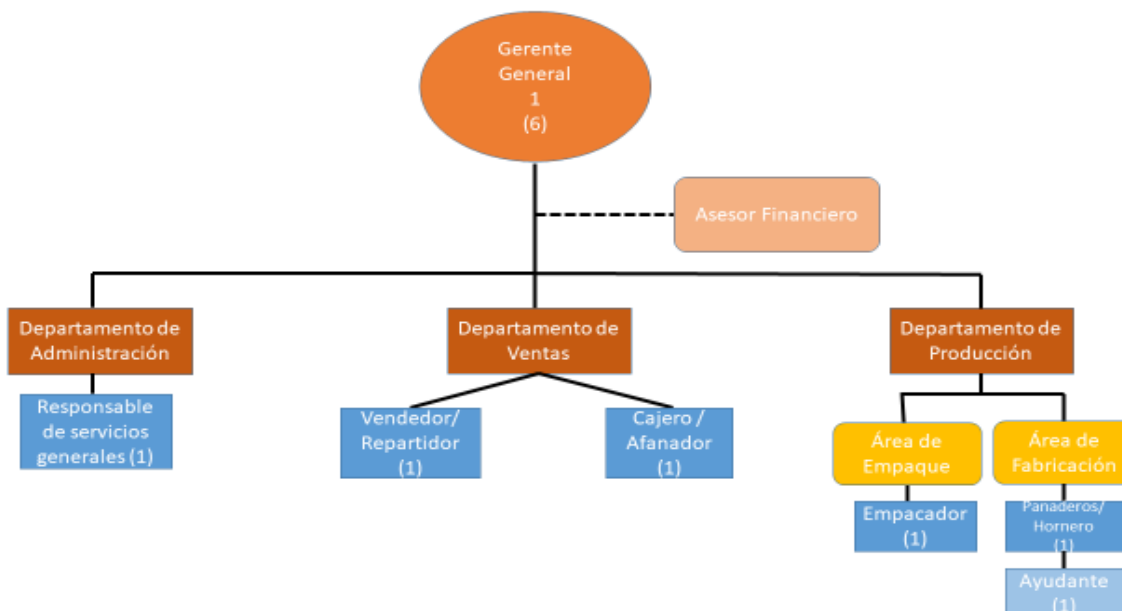 Gerente
General
1
(6)
Asesor Financiero
Departamento de
Administración
Responsable
de servicios
generales (1)
Departamento de
Ventas
Vendedor/
Repartidor
(1)
Cajero /
Afanador
(1)
Departamento de
Producción
Área de
Empaque
Empacador
(1)
Área de
Fabricación
Panaderos/
Hornero
(1)
Ayudante
(1)